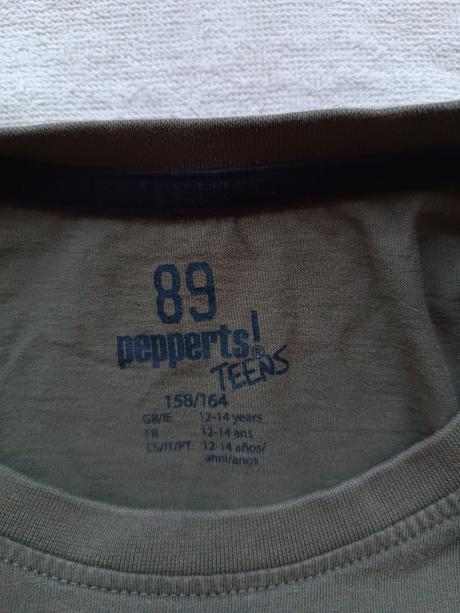 89
pepperts!®
TEENS
158/164
GB/IE 12-14 years
FR 12-14 ans
ES/IT/PT 12-14 años/
anni/anos